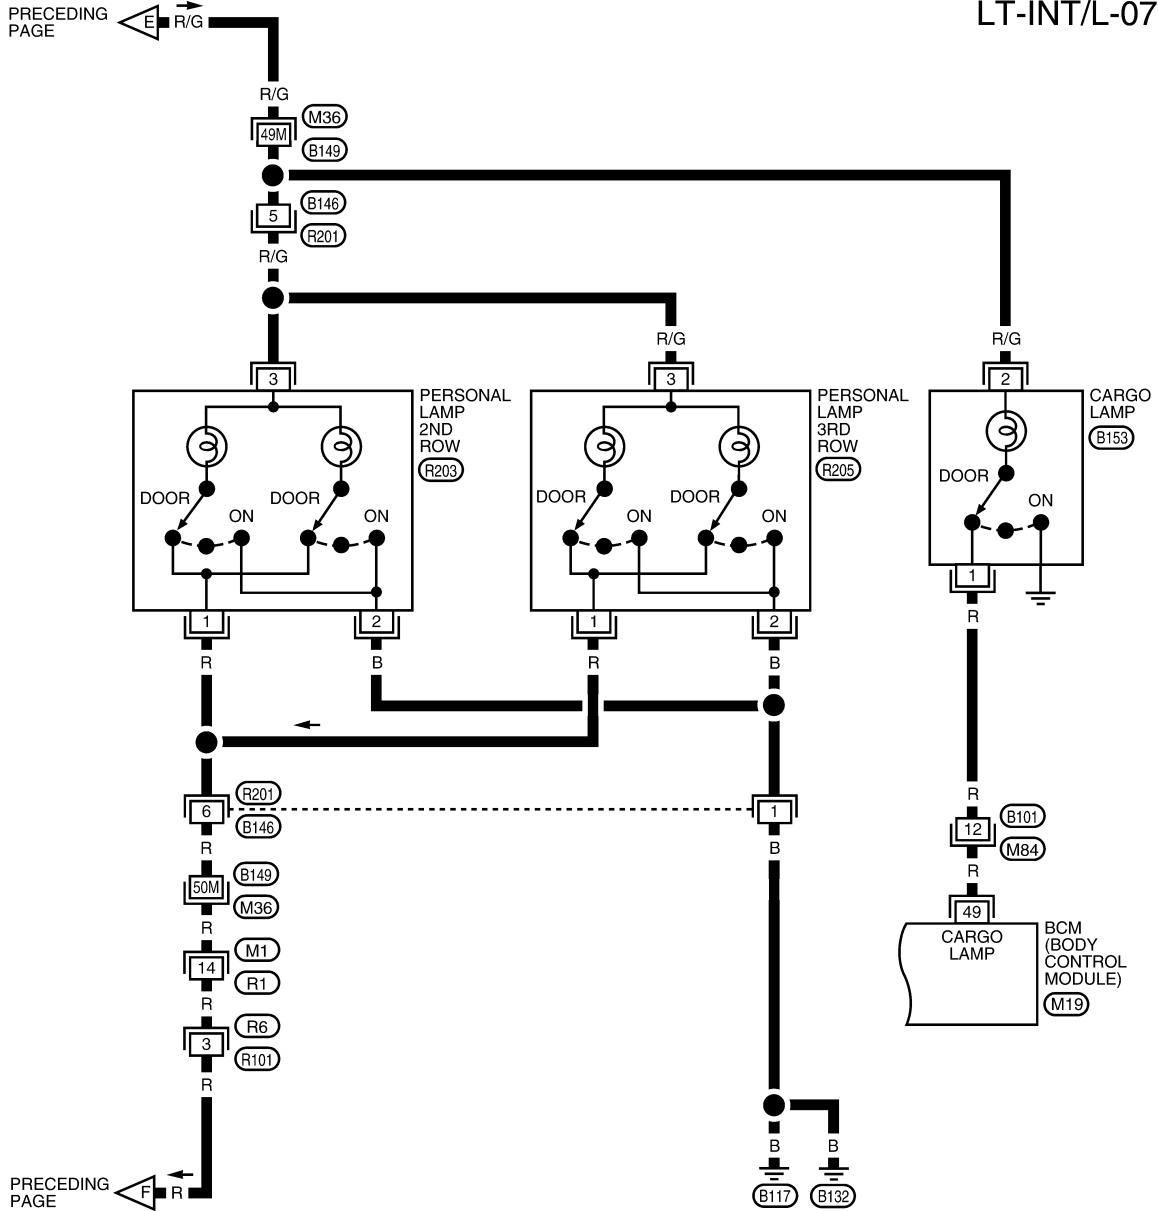 PRECEDING
PAGE
E
R/G
LT-INT/L-07
R/G
49M
M36
B149
5
B146
R201
R/G
R/G
R/G
3
3
2
PERSONAL
LAMP
2ND
ROW
R203
PERSONAL
LAMP
3RD
ROW
R205
CARGO
LAMP
B153
DOOR
DOOR
ON
ON
DOOR
DOOR
ON
ON
DOOR
ON
1
2
1
2
1
R
B
R
B
R
6
R201
B146
1
R
B
R
12
B101
M84
R
50M
B149
M36
R
49
CARGO
LAMP
BCM
(BODY
CONTROL
MODULE)
M19
14
M1
R1
R
3
R6
R101
R
B
B
B117
B132
PRECEDING
PAGE
F
R